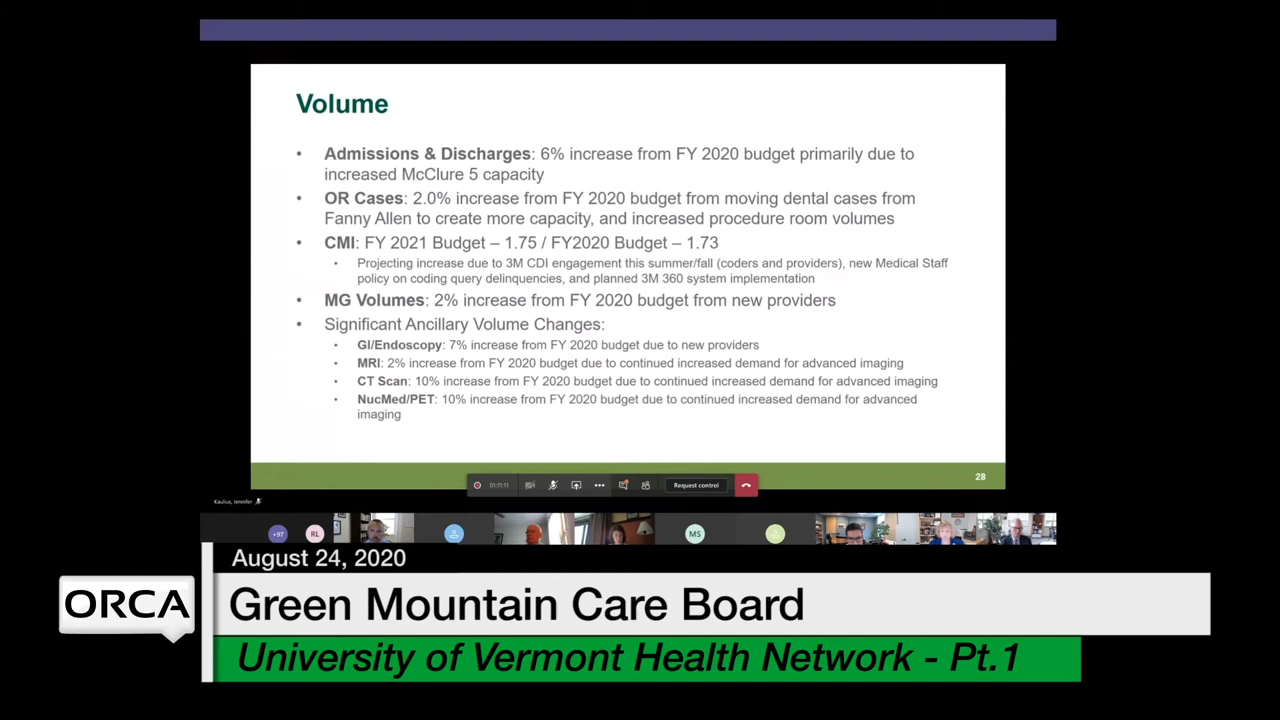 Volume
• Admissions & Discharges: 6% increase from FY 2020 budget primarily due to
increased McClure 5 capacity
• OR Cases: 2.0% increase from FY 2020 budget from moving dental cases from
Fanny Allen to create more capacity, and increased procedure room volumes
• CMI: FY 2021 Budget – 1.75 / FY2020 Budget – 1.73
• Projecting increase due to 3M CDI engagement this summer/fall (coders and providers), new Medical Staff
policy on coding query delinquencies, and planned 3M 360 system implementation
• MG Volumes: 2% increase from FY 2020 budget from new providers
• Significant Ancillary Volume Changes:
• GI/Endoscopy: 7% increase from FY 2020 budget due to new providers
• MRI: 2% increase from FY 2020 budget due to continued increased demand for advanced imaging
• CT Scan: 10% increase from FY 2020 budget due to continued increased demand for advanced imaging
• NucMed/PET: 10% increase from FY 2020 budget due to continued increased demand for advanced
imaging
28
01:11:11
Request control
Kaulius, Jennifer
+97
RL
MS
August 24, 2020
ORCA
Green Mountain Care Board
University of Vermont Health Network - Pt.1